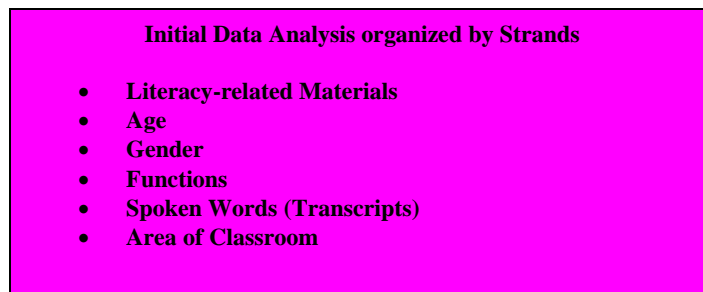 Initial Data Analysis organized by Strands
• Literacy-related Materials
• Age
• Gender
• Functions
• Spoken Words (Transcripts)
• Area of Classroom